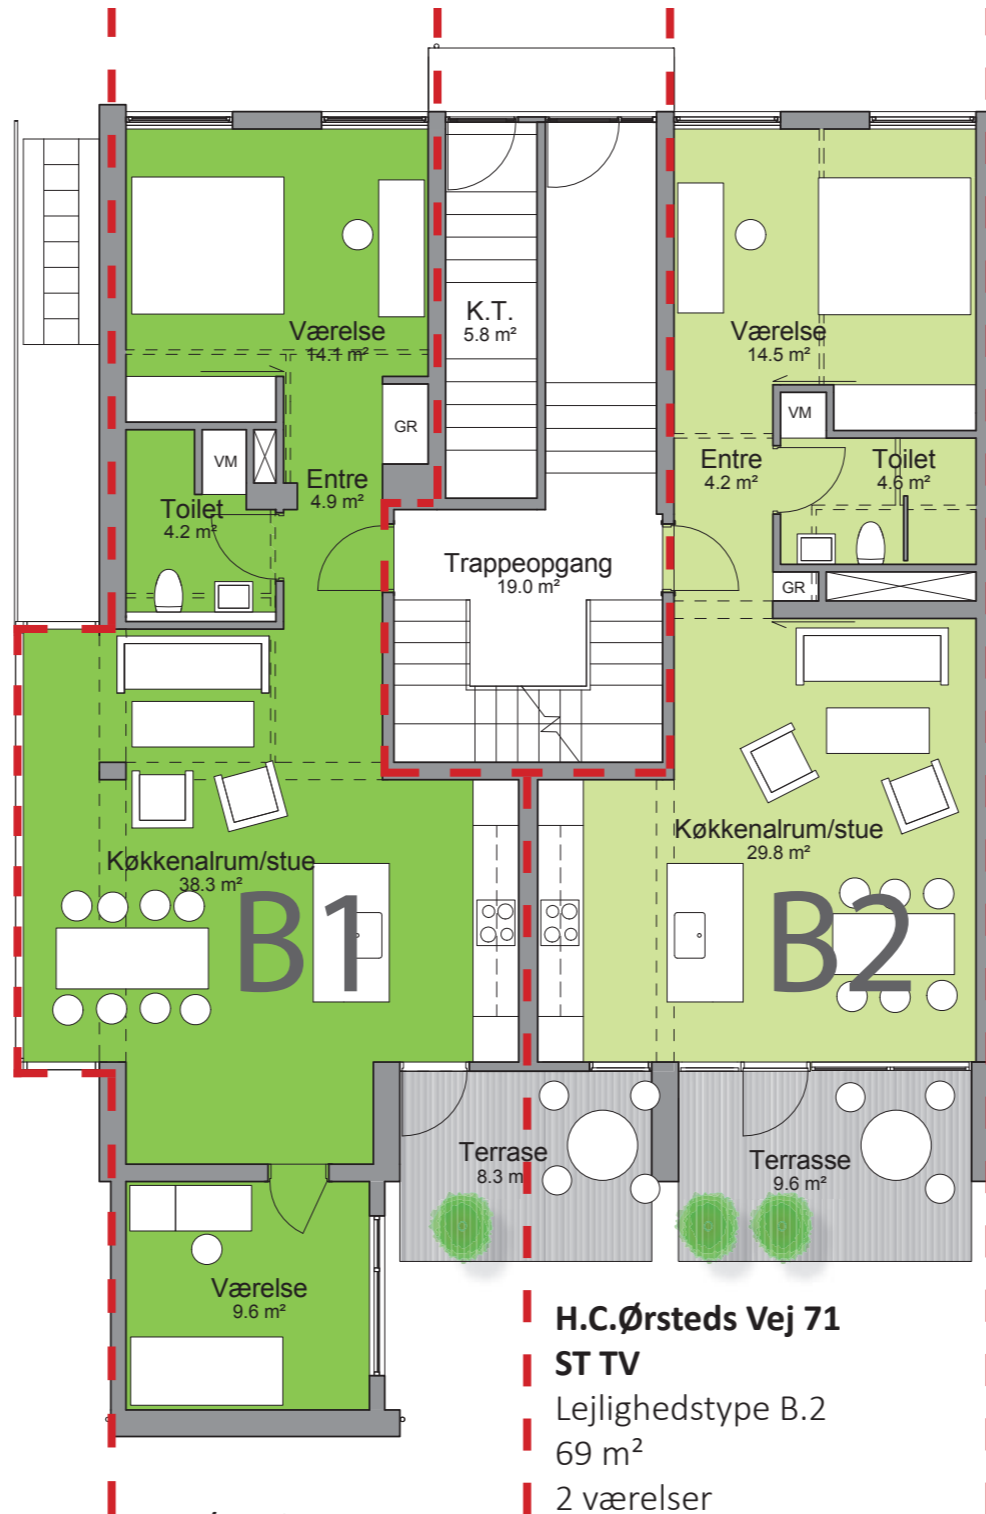 Værelse
14.1 m²
K.T.
5.8 m²
Værelse
14.5 m²
GR
VM
VM
Entre
4.9 m²
Toilet
4.2 m²
Entre
4.2 m²
Toilet
4.6 m²
Trappeopgang
19.0 m²
GR
Køkkenalrum/stue
38.3 m²
B1
Køkkenalrum/stue
29.8 m²
B2
Terrase
8.3 m
Terrasse
9.6 m²
Værelse
9.6 m²
H.C.Ørsteds Vej 71
ST TV
Lejlighedstype B.2
69 m²
2 værelser